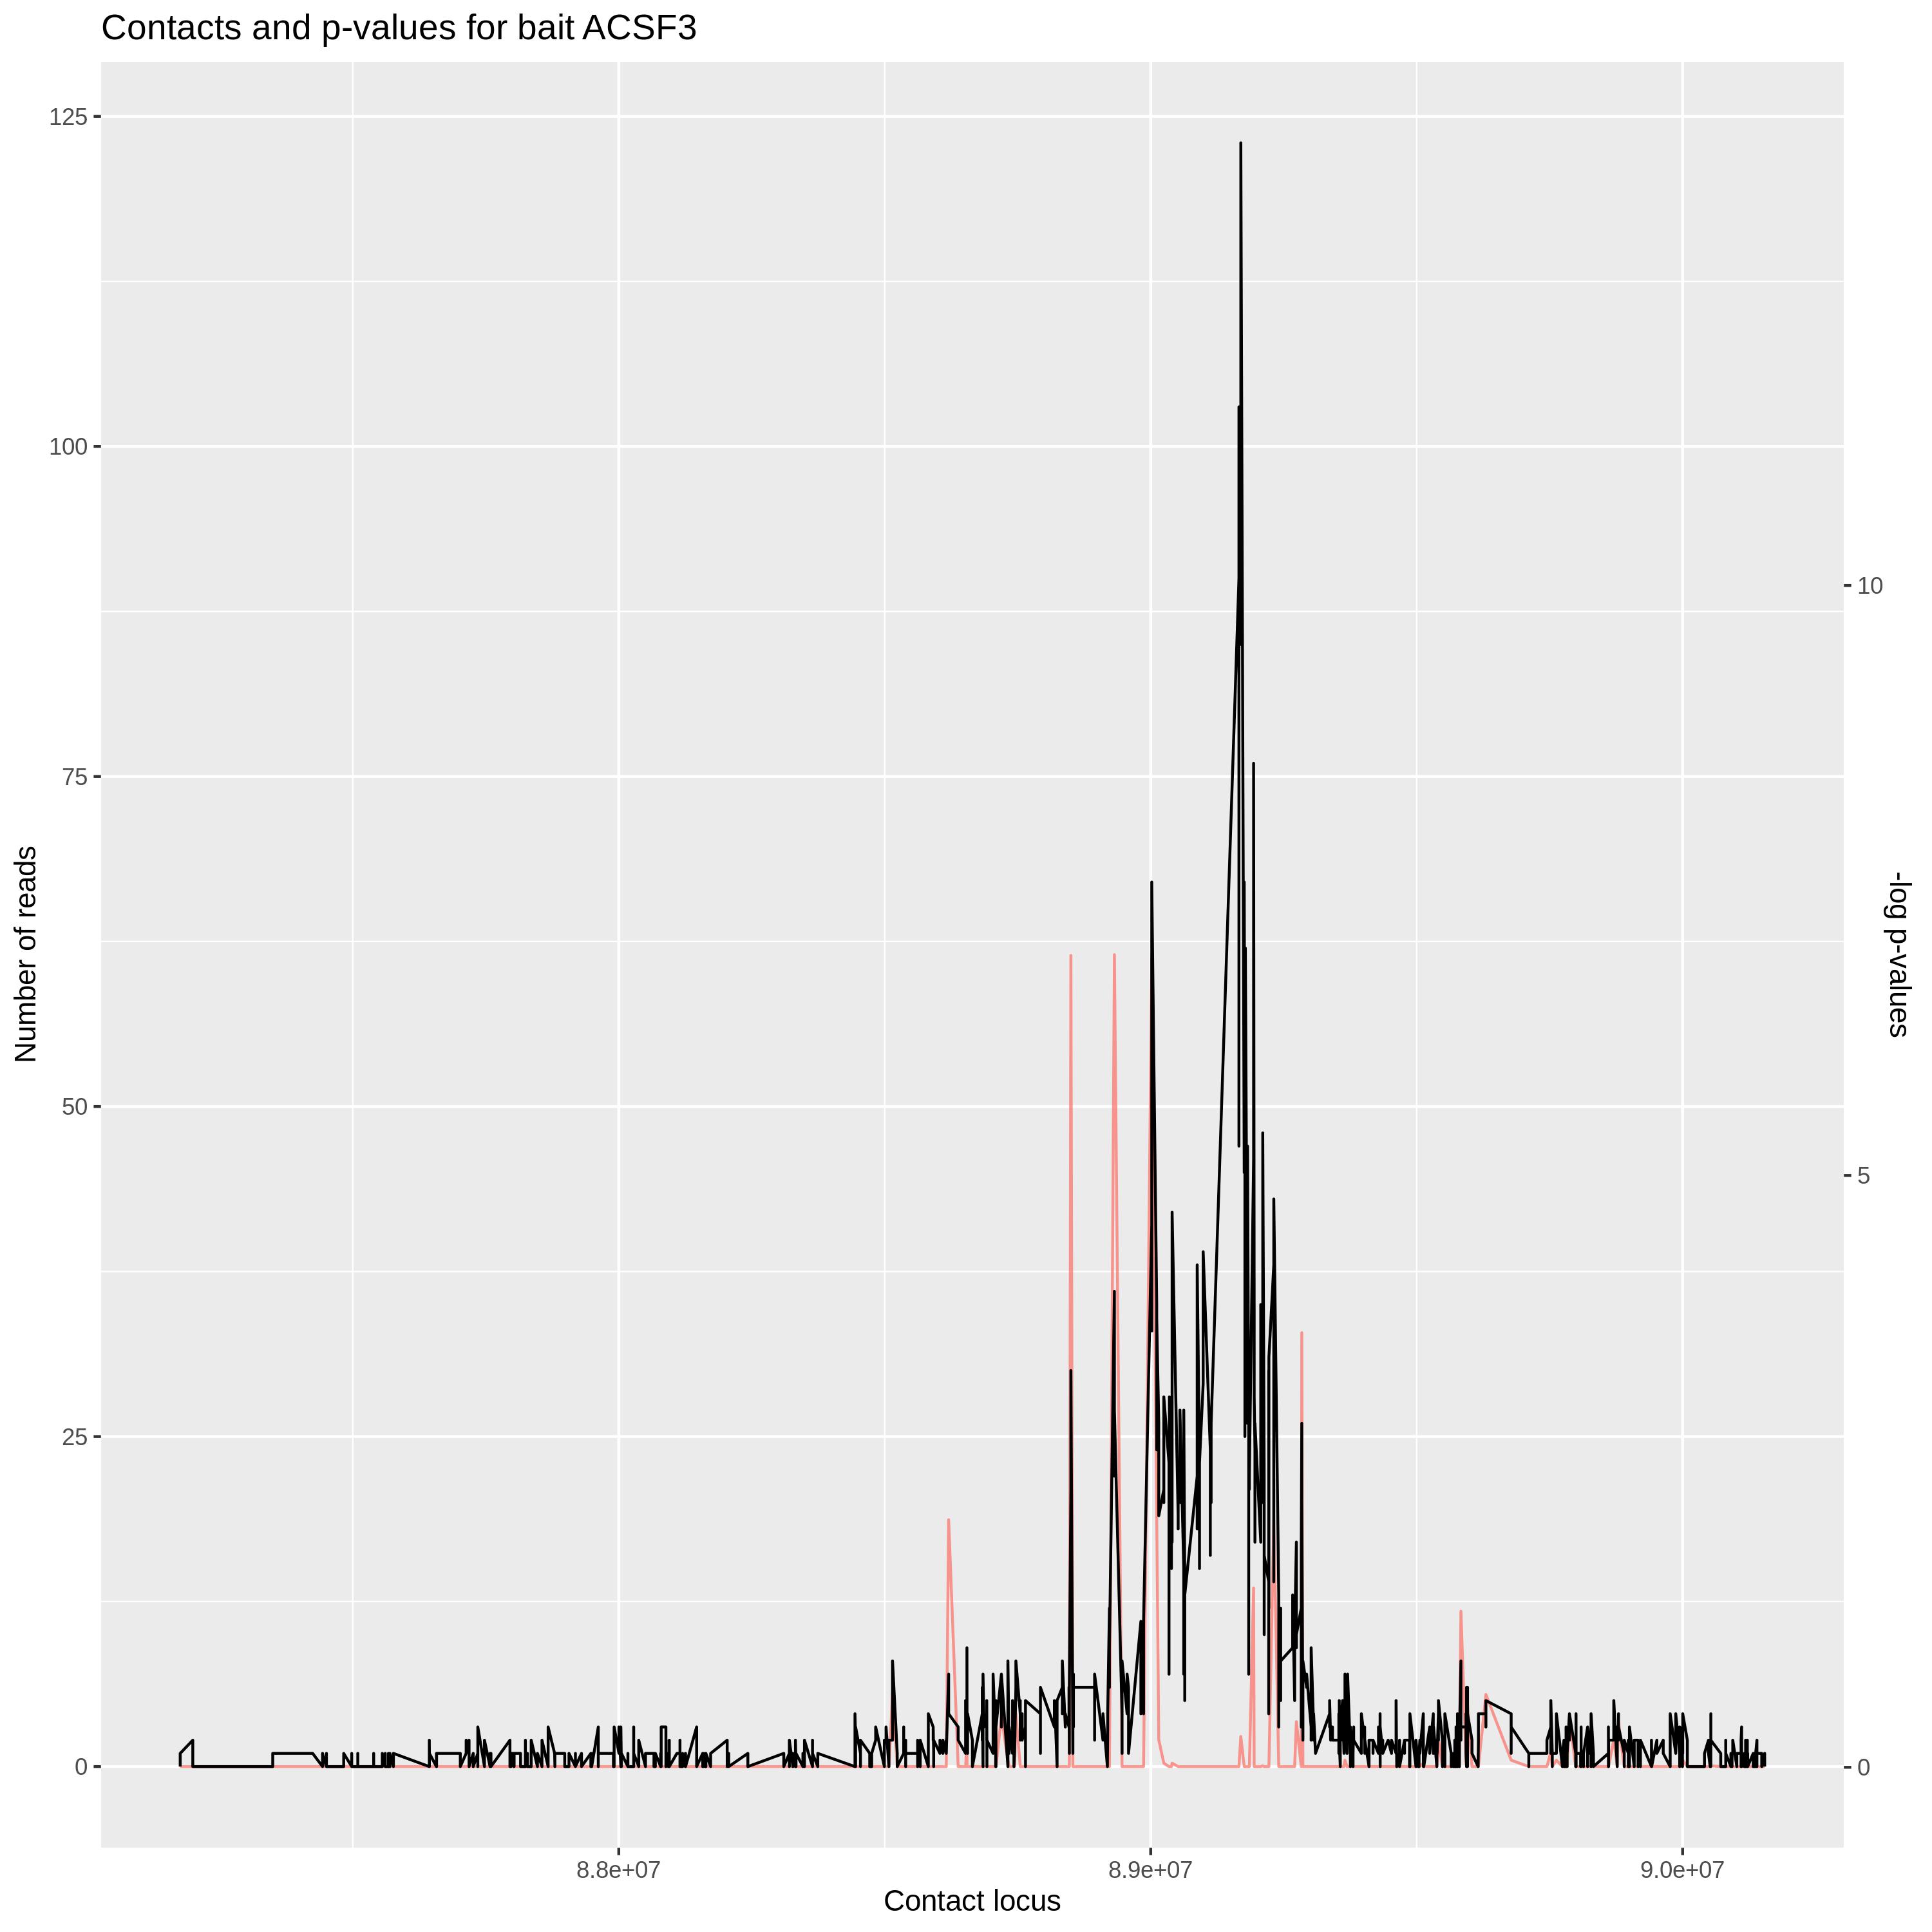 Contacts and p-values for bait ACSF3
125
100
75
50
25
0
Number of reads
10
5
0
-log p-values
8.8e+07
8.9e+07
9.0e+07
Contact locus